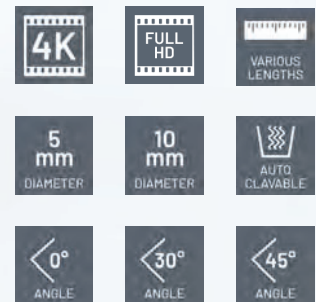 4K
FULL
HD
VARIOUS
LENGTHS
5
mm
DIAMETER
10
mm
DIAMETER
AUTO
CLAVABLE
0°
ANGLE
30°
ANGLE
45°
ANGLE